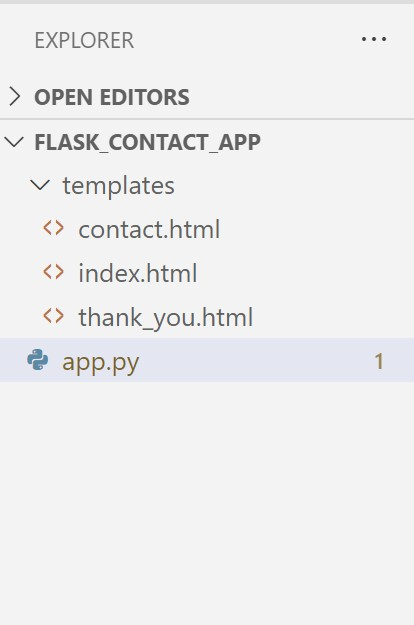 EXPLORER ...
OPEN EDITORS
FLASK_CONTACT_APP
templates
<> contact.html
<> index.html
<> thank_you.html
app.py 1